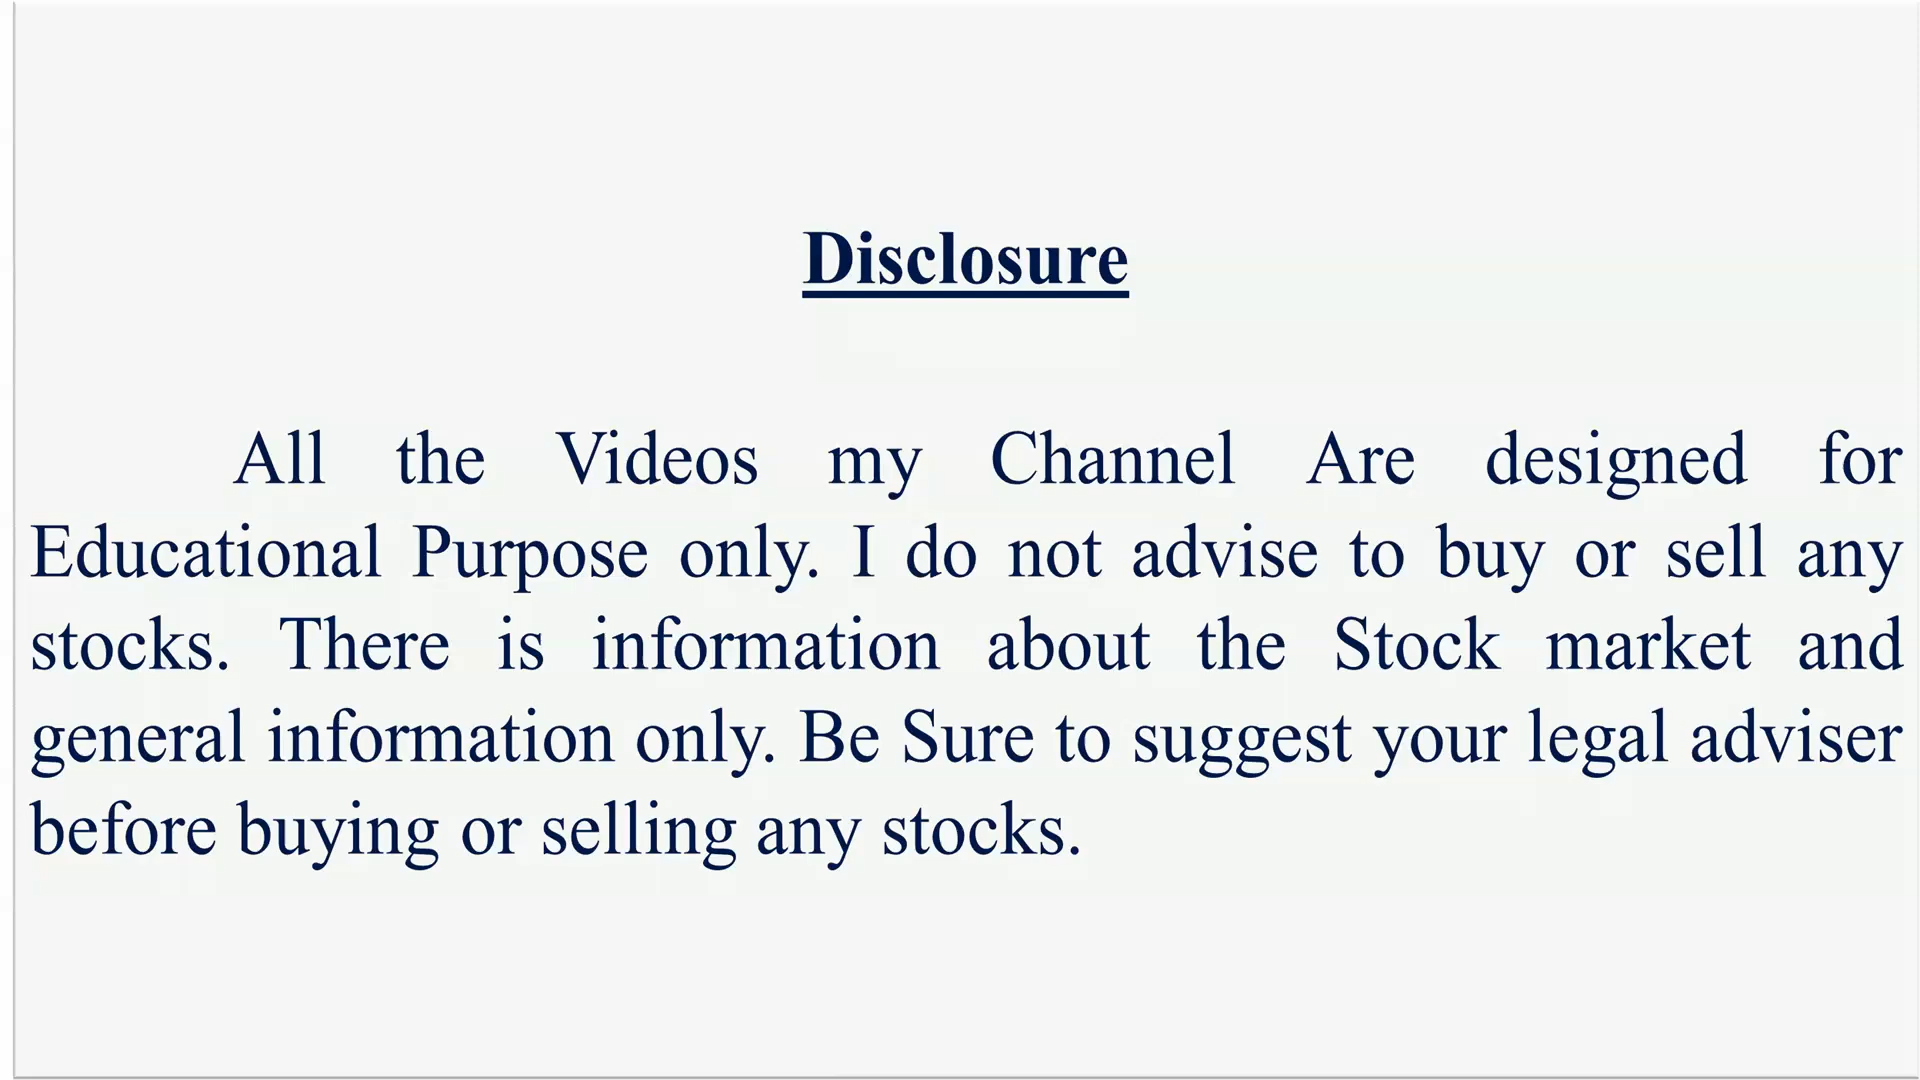 Disclosure
All the Videos my Channel Are designed for
Educational Purpose only. I do not advise to buy or sell any
stocks. There is information about the Stock market and
general information only. Be Sure to suggest your legal adviser
before buying or selling any stocks.